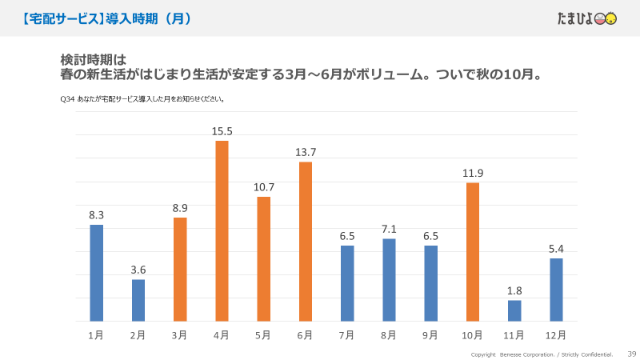 【宅配サービス】導入時期（月）
たまひよ
検討時期は
春の新生活がはじまり生活が安定する3月～6月がボリューム。ついで秋の10月。
Q34 あなたが宅配サービス導入した月をお知らせください。
15.5
13.7
11.9
10.7
8.9
8.3
7.1
6.5
6.5
5.4
3.6
1.8
1月 2月 3月 4月 5月 6月 7月 8月 9月 10月 11月 12月
Copyright Benesse Corporation. / Strictly Confidential. 39